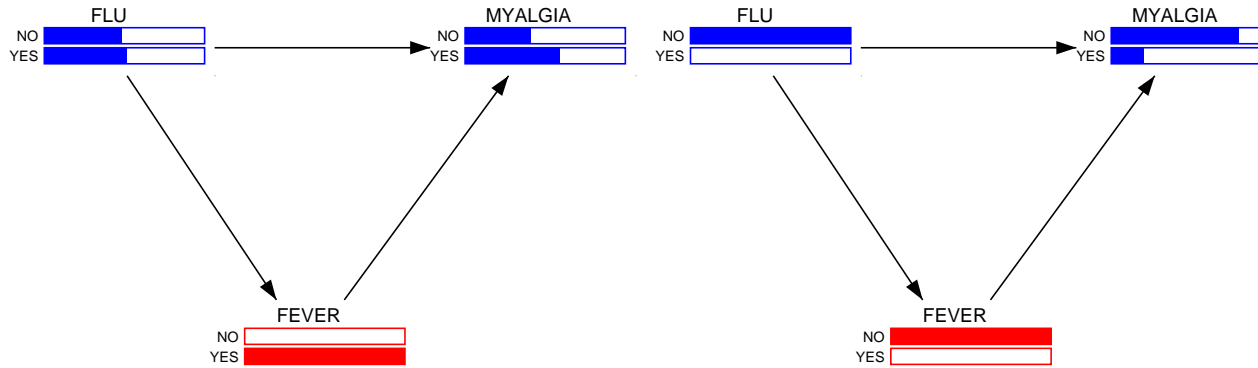 FLU
NO
YES
MYALGIA
NO
YES
FEVER
NO
YES
FLU
NO
YES
MYALGIA
NO
YES
FEVER
NO
YES